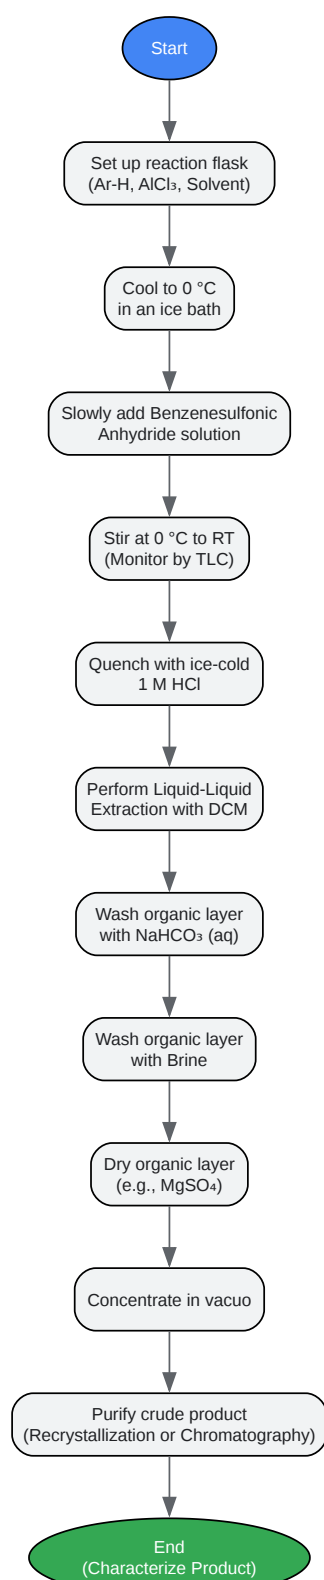 Start
Set up reaction flask
(Ar-H, AlCl₃, Solvent)
Cool to 0 °C
in an ice bath
Slowly add Benzenesulfonic
Anhydride solution
Stir at 0 °C to RT
(Monitor by TLC)
Quench with ice-cold
1 M HCl
Perform Liquid-Liquid
Extraction with DCM
Wash organic layer
with NaHCO₃ (aq)
Wash organic layer
with Brine
Dry organic layer
(e.g., MgSO₄)
Concentrate in vacuo
Purify crude product
(Recrystallization or Chromatography)
End
(Characterize Product)